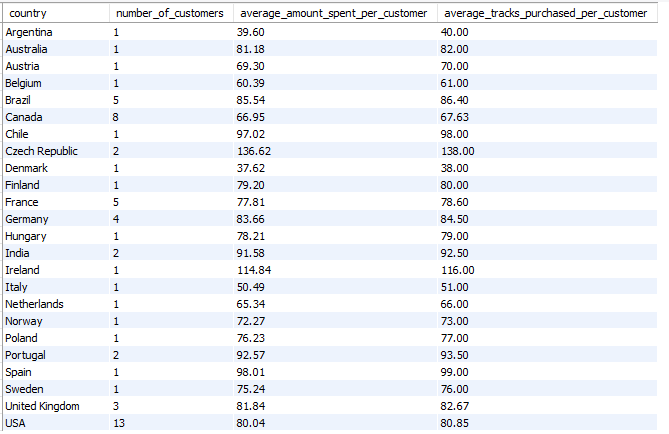 country number_of_customers average_amount_spent_per_customer average_tracks_purchased_per_customer
Argentina 1 39.60 40.00
Australia 1 81.18 82.00
Austria 1 69.30 70.00
Belgium 1 60.39 61.00
Brazil 5 85.54 86.40
Canada 8 66.95 67.63
Chile 1 97.02 98.00
Czech Republic 2 136.62 138.00
Denmark 1 37.62 38.00
Finland 1 79.20 80.00
France 5 77.81 78.60
Germany 4 83.66 84.50
Hungary 1 78.21 79.00
India 2 91.58 92.50
Ireland 1 114.84 116.00
Italy 1 50.49 51.00
Netherlands 1 65.34 66.00
Norway 1 72.27 73.00
Poland 1 76.23 77.00
Portugal 2 92.57 93.50
Spain 1 98.01 99.00
Sweden 1 75.24 76.00
United Kingdom 3 81.84 82.67
USA 13 80.04 80.85